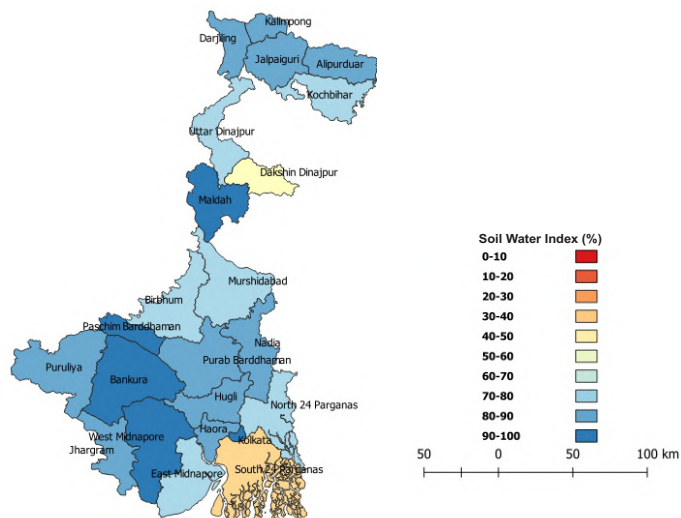 Kalimpong
Darjiling
Jalpaiguri
Alipurduar
Kochbihar
Uttar Dinajpur
Dakshin Dinajpur
Maldah
Murshidabad
Birbhum
Paschim Barddhaman
Nadia
Purab Barddhaman
Puruliya
Bankura
Hugli
North 24 Parganas
Haora
West Midnapore
Kolkata
Jhargram
East Midnapore
South 24 Parganas
Soil Water Index (%)
0-10
10-20
20-30
30-40
40-50
50-60
60-70
70-80
80-90
90-100
50 0 50 100 km